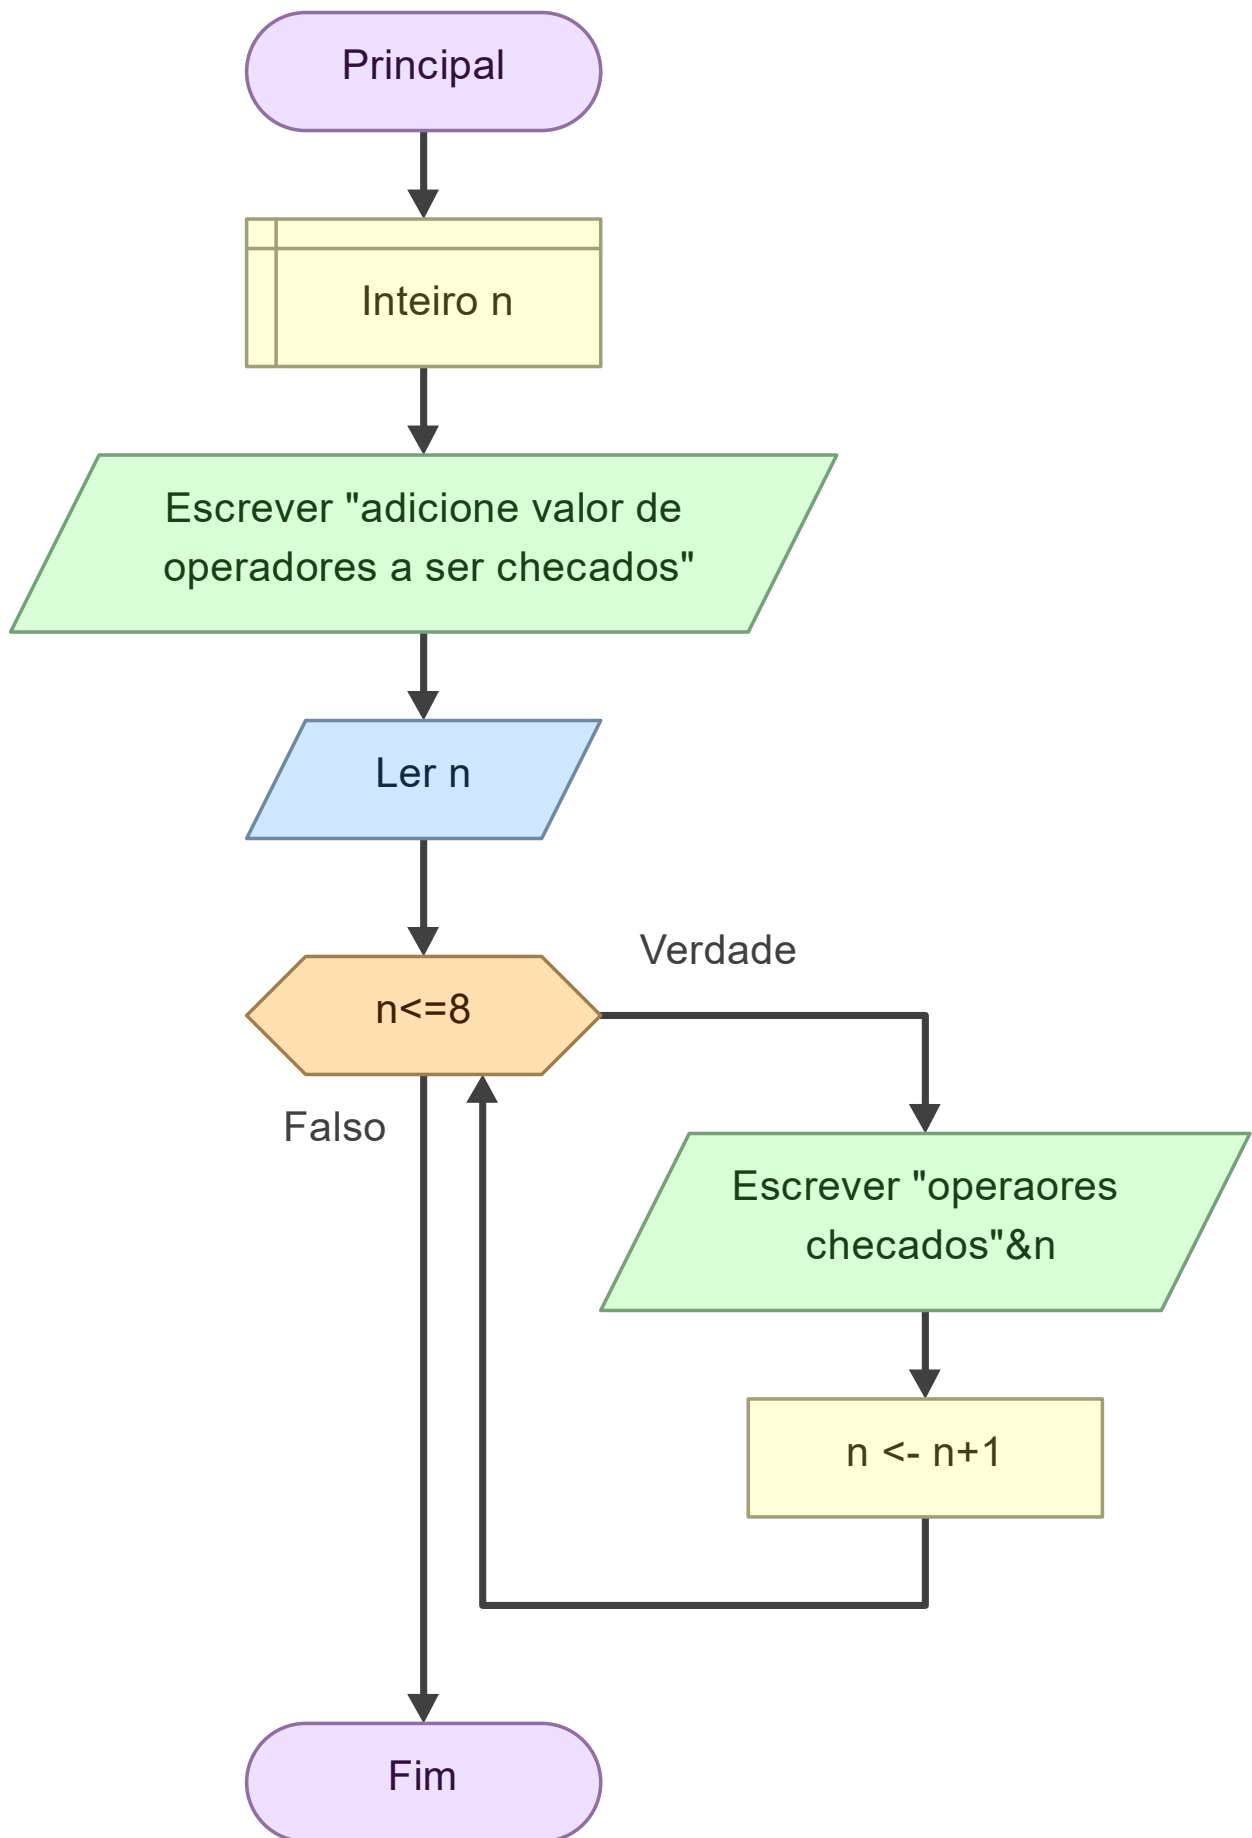 Principal
Inteiro n
Escrever "adicione valor de
operadores a ser checados"
Ler n
n<=8
Verdade
Falso
Escrever "operaores
checados"&n
n <- n+1
Fim